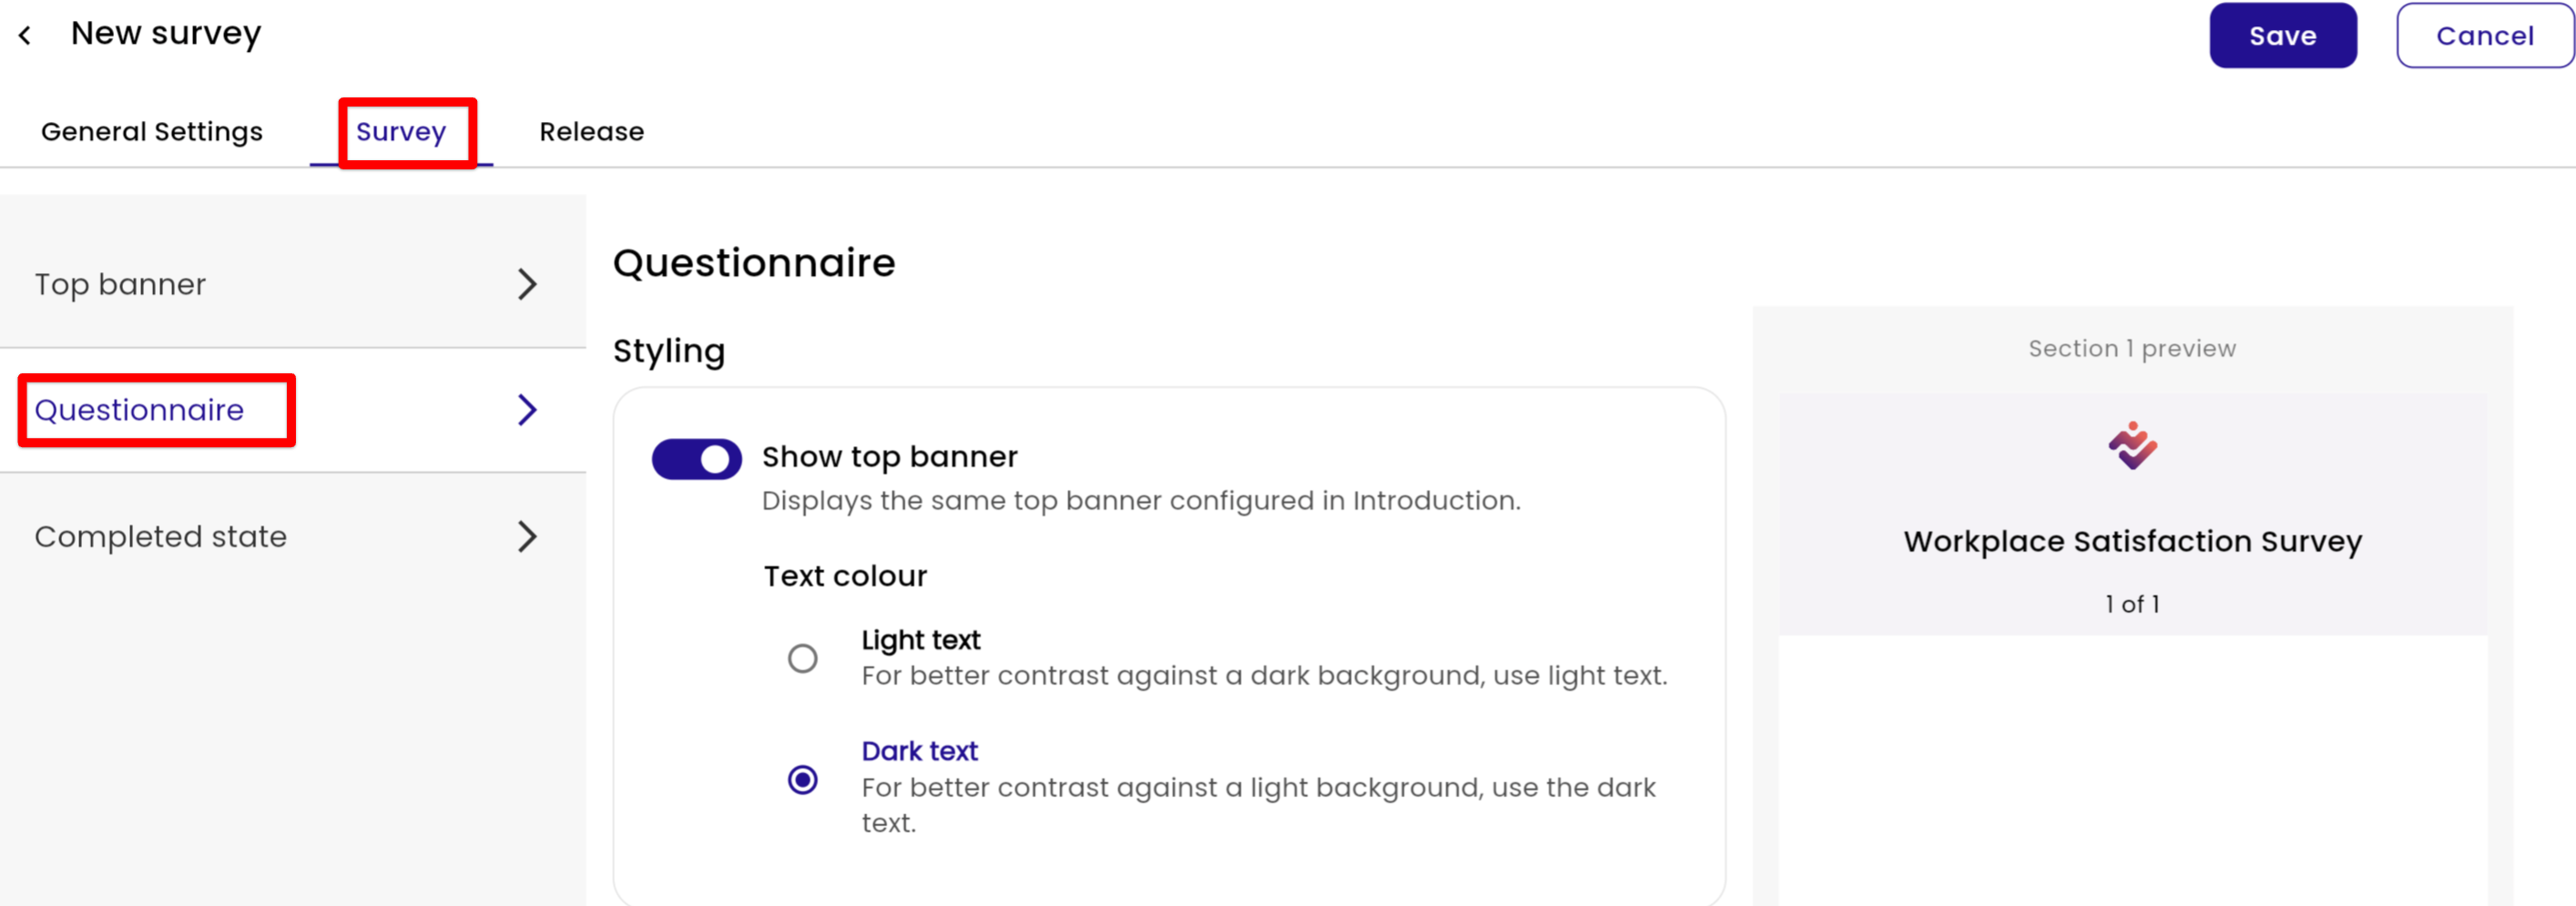 New survey
Save
Cancel
General Settings
Survey
Release
Top banner
Questionnaire
Completed state
Questionnaire
Styling
Show top banner
Displays the same top banner configured in Introduction.
Text colour
Light text
For better contrast against a dark background, use light text.
Dark text
For better contrast against a light background, use the dark
text.
Section 1 preview
Workplace Satisfaction Survey
1 of 1